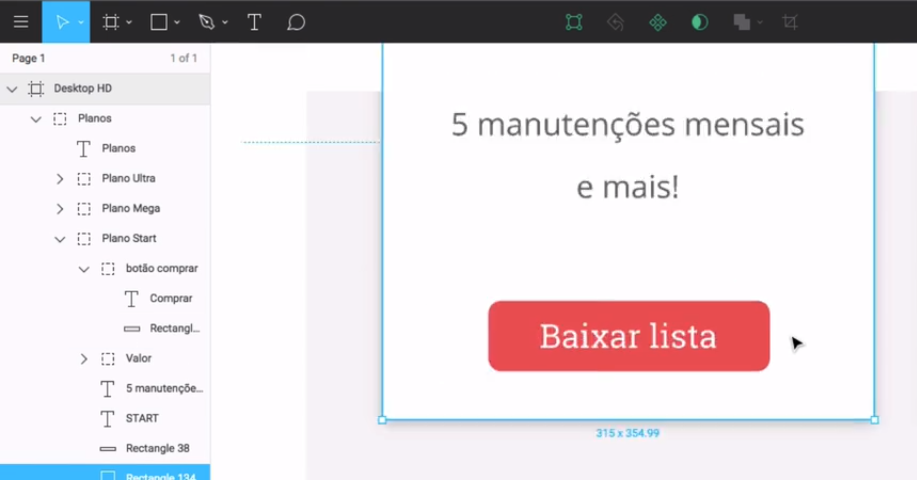 Page 1
1 of 1
Desktop HD
Planos
Planos
Plano Ultra
Plano Mega
Plano Start
botão comprar
Comprar
Rectangl...
Valor
5 manutençõe...
START
Rectangle 38
Rectangle 134
5 manutenções mensais
e mais!
Baixar lista
315 x 354.99